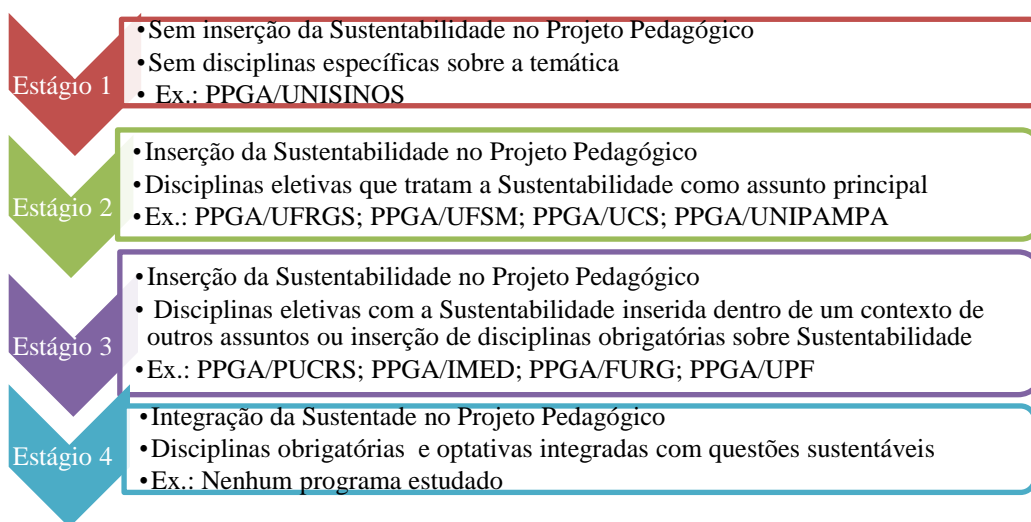 Estágio 1
•Sem inserção da Sustentabilidade no Projeto Pedagógico
•Sem disciplinas específicas sobre a temática
• Ex.: PPGA/UNISINOS
Estágio 2
•Inserção da Sustentabilidade no Projeto Pedagógico
•Disciplinas eletivas que tratam a Sustentabilidade como assunto principal
•Ex.: PPGA/UFRGS; PPGA/UFSM; PPGA/UCS; PPGA/UNIPAMPA
Estágio 3
•Inserção da Sustentabilidade no Projeto Pedagógico
• Disciplinas eletivas com a Sustentabilidade inserida dentro de um contexto de
outros assuntos ou inserção de disciplinas obrigatórias sobre Sustentabilidade
•Ex.: PPGA/PUCRS; PPGA/IMED; PPGA/FURG; PPGA/UPF
Estágio 4
•Integração da Sustentade no Projeto Pedagógico
•Disciplinas obrigatórias e optativas integradas com questões sustentáveis
•Ex.: Nenhum programa estudado